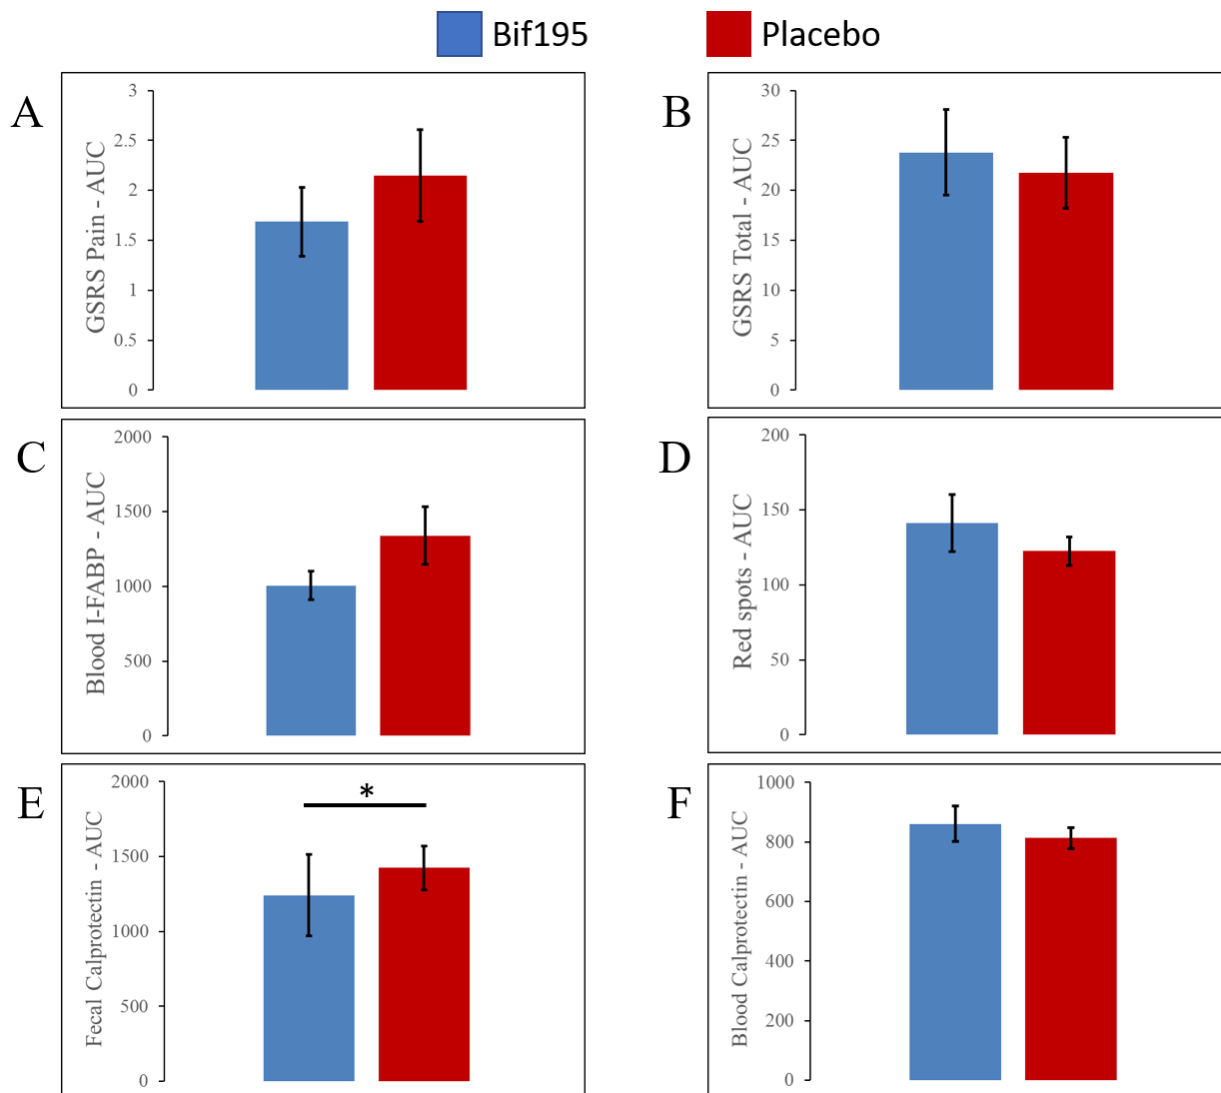 Bif195 Placebo
A
GSRS Pain - AUC
3
2.5
2
1.5
1
0.5
0
B
GSRS Total - AUC
30
25
20
15
10
5
0
C
Blood I-FABP - AUC
2000
1500
1000
500
0
D
Red spots - AUC
200
150
100
50
0
E
Fecal Calprotectin - AUC
2000
1500
1000
500
0
*
F
Blood Calprotectin - AUC
1000
800
600
400
200
0